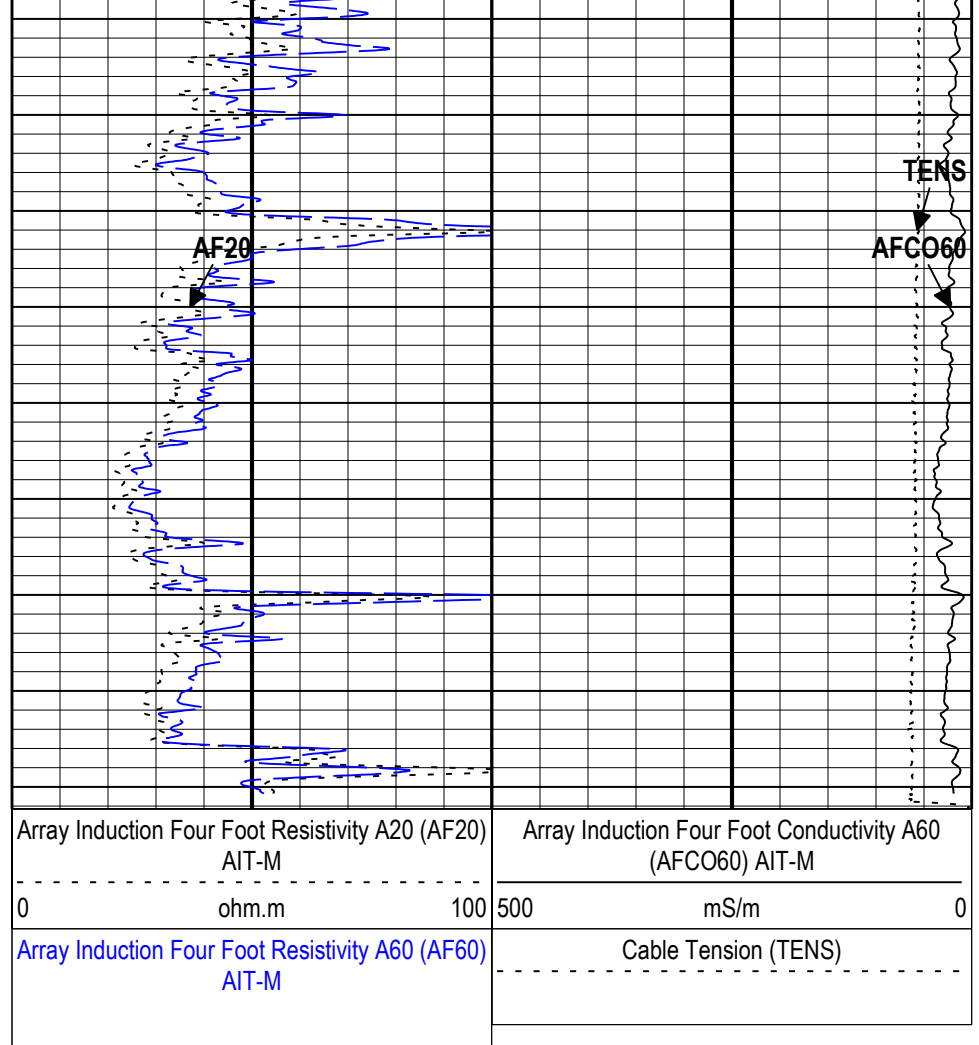 TENS
AF20
AFCO60
Array Induction Four Foot Resistivity A20 (AF20)
AIT-M
0 ohm.m 100
Array Induction Four Foot Conductivity A60
(AFCO60) AIT-M
500 mS/m 0
Array Induction Four Foot Resistivity A60 (AF60)
AIT-M
Cable Tension (TENS)